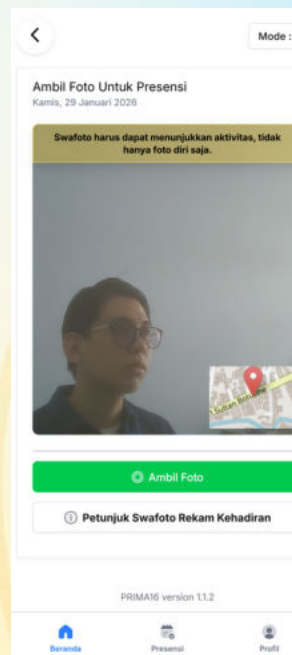 Mode :
Ambil Foto Untuk Presensi
Kamis, 29 Januari 2026
Swafoto harus dapat menunjukkan aktivitas, tidak
hanya foto diri saja.
Sultan
Ambil Foto
Petunjuk Swafoto Rekam Kehadiran
PRIMA16 version 1.1.2
Beranda
Presensi
Profil